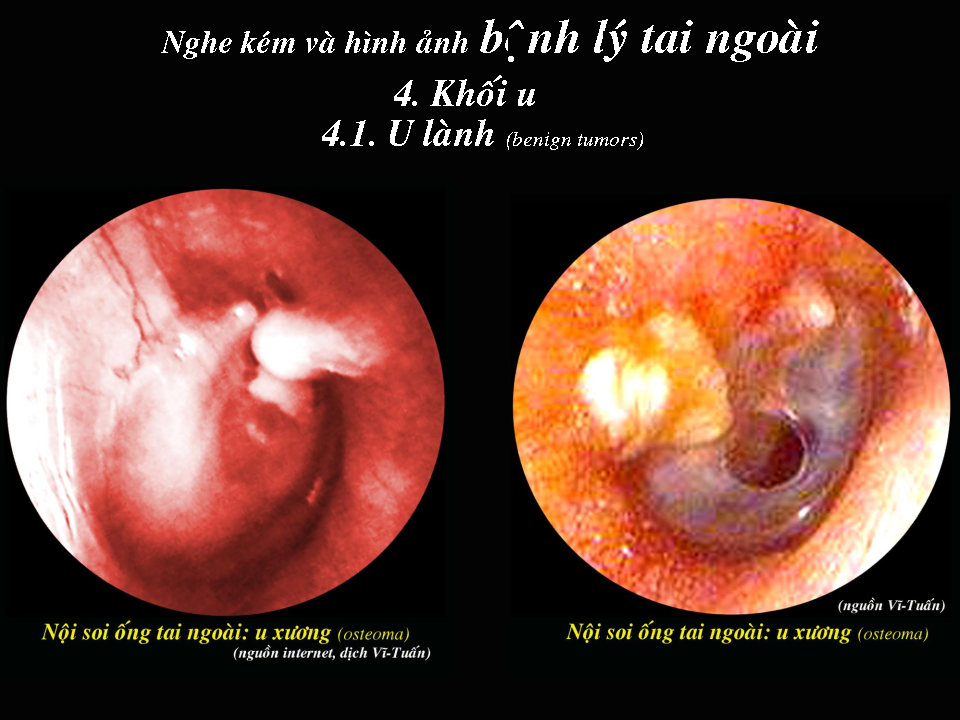 Nghe kém và hình ảnh bệnh lý tai ngoài
4. Khối u
4.1. U lành (benign tumors)
(nguồn Vĩ-Tuấn)
Nội soi ống tai ngoài: u xương (osteoma)
(nguồn internet, dịch Vĩ-Tuấn)
Nội soi ống tai ngoài: u xương (osteoma)